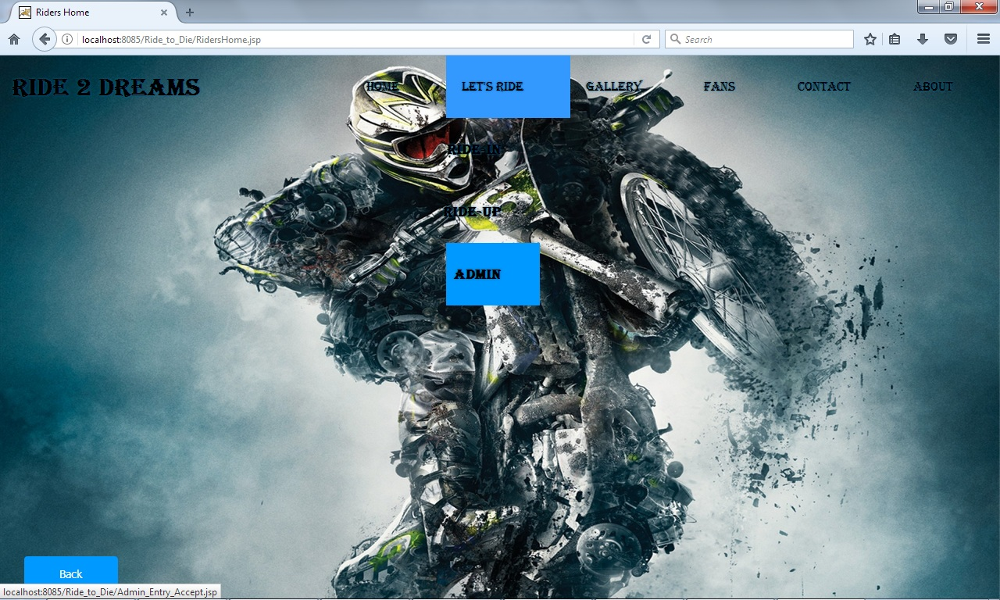 Riders Home
localhost:8085/Ride_to_Die/RidersHome.jsp
Search
RIDE 2 DREAMS
HOME
LET'S RIDE
GALLERY
FANS
CONTACT
ABOUT
RIDE-IN
RIDE-UP
ADMIN
Back
localhost:8085/Ride_to_Die/Admin_Entry_Accept.jsp